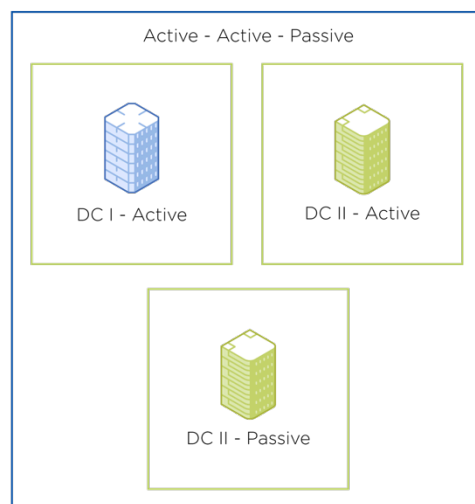 Active - Active - Passive
DC I - Active
DC II - Active
DC II - Passive